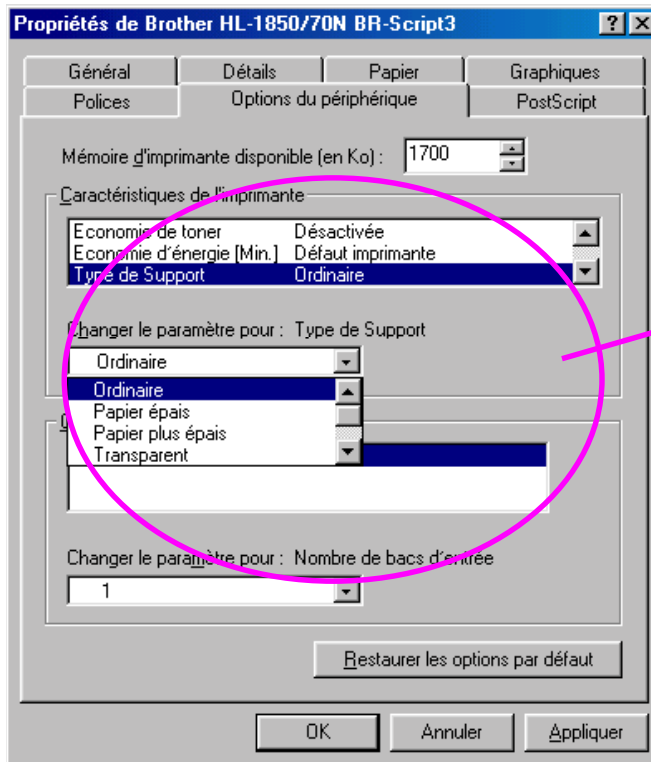 Propriétés de Brother HL-1850/70N BR-Script3
Général Détails Papier Graphiques
Polices Options du périphérique PostScript
Mémoire d'imprimante disponible (en Ko) : 1700
Caractéristiques de l'imprimante
Economie de toner Désactivée
Economie d'énergie [Min.] Défaut imprimante
Type de Support Ordinaire
Changer le paramètre pour : Type de Support
Ordinaire
Ordinaire
Papier épais
Papier plus épais
Transparent
Changer le paramètre pour : Nombre de bacs d'entrée
1
Restaurer les options par défaut
OK Annuler Appliquer